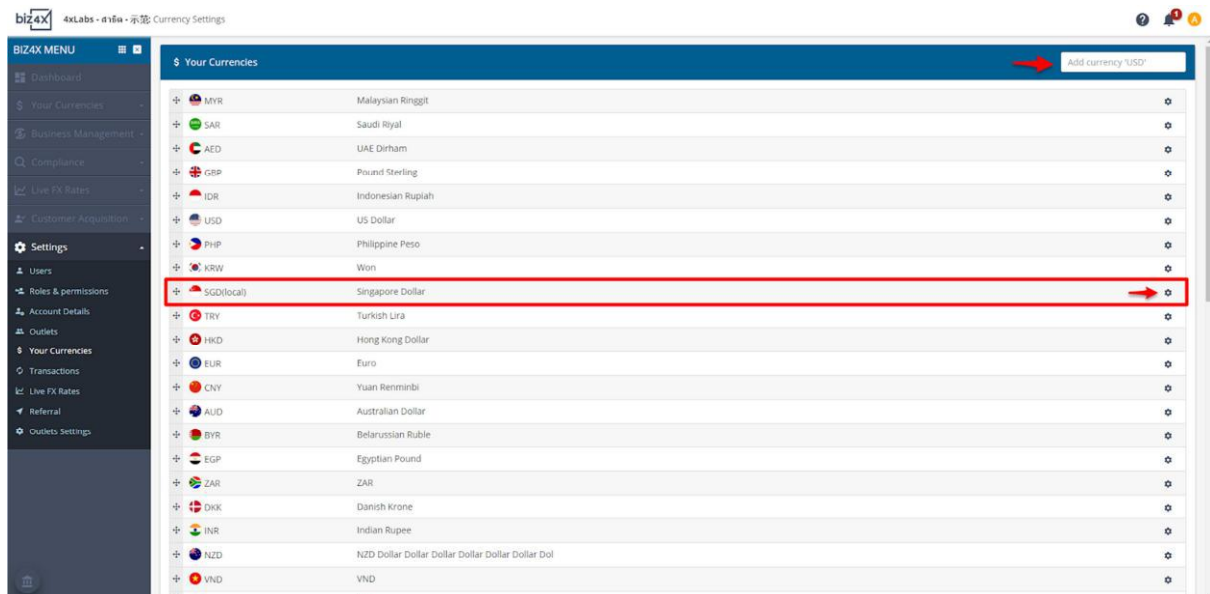 biz4x 4xLabs - สาธิต - 示范: Currency Settings
1 A
BIZ4X MENU
Dashboard
$ Your Currencies
Business Management
Compliance
Live FX Rates
Customer Acquisition
Settings
Users
Roles & permissions
Account Details
Outlets
$ Your Currencies
Transactions
Live FX Rates
Referral
Outlets Settings
$ Your Currencies Add currency 'USD'
MYR Malaysian Ringgit
SAR Saudi Riyal
AED UAE Dirham
GBP Pound Sterling
IDR Indonesian Rupiah
USD US Dollar
PHP Philippine Peso
KRW Won
SGD(local) Singapore Dollar
TRY Turkish Lira
HKD Hong Kong Dollar
EUR Euro
CNY Yuan Renminbi
AUD Australian Dollar
BYR Belarussian Ruble
EGP Egyptian Pound
ZAR ZAR
DKK Danish Krone
INR Indian Rupee
NZD NZD Dollar Dollar Dollar Dollar Dollar Dollar Dol
VND VND